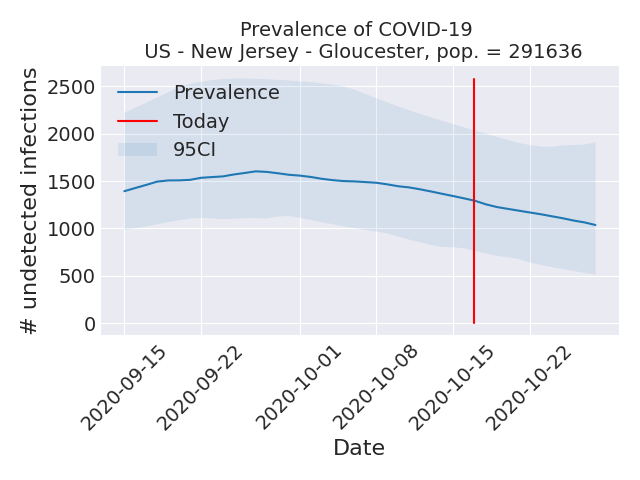 Prevalence of COVID-19
US - New Jersey - Gloucester, pop. = 291636
# undetected infections
2500
2000
1500
1000
500
0
Prevalence
Today
95CI
2020-09-15
2020-09-22
2020-10-01
2020-10-08
2020-10-15
2020-10-22
Date